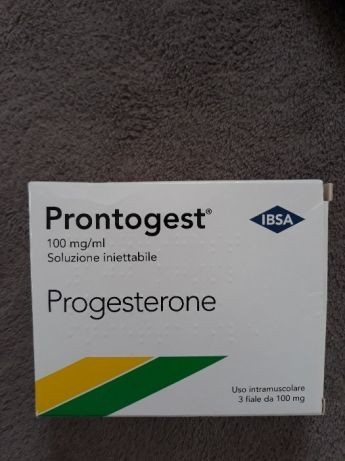 Prontogest®
IBSA
100 mg/ml
Soluzione iniettabile
Progesterone
Uso intramuscolare
3 fiale da 100 mg